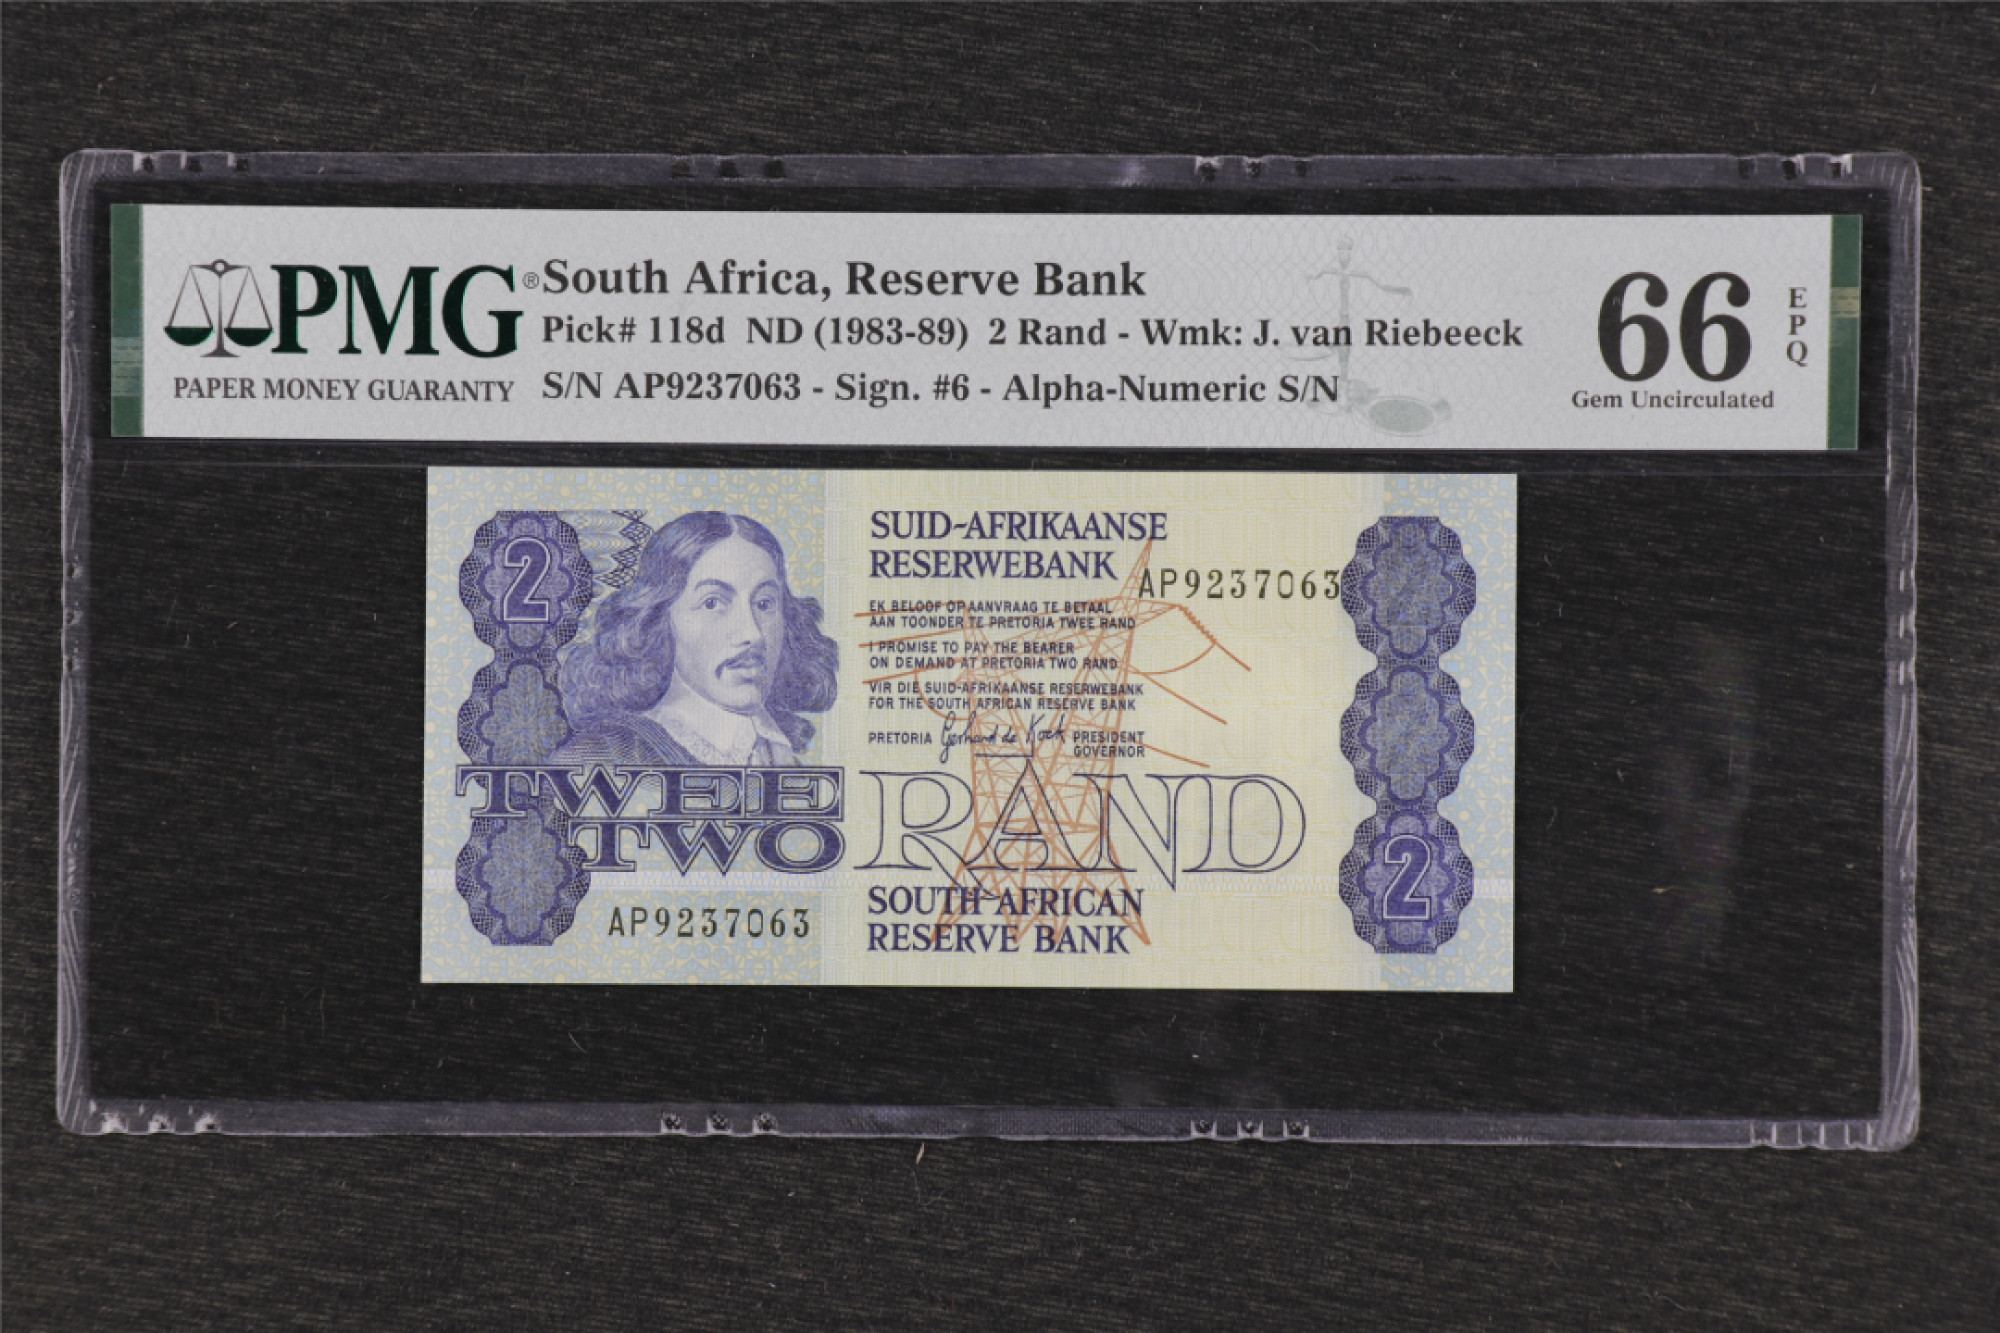 PMG®
PAPER MONEY GUARANTY
South Africa, Reserve Bank
Pick# 118d ND (1983-89) 2 Rand - Wmk: J. van Riebeeck
S/N AP9237063 - Sign. #6 - Alpha-Numeric S/N
66
EPQ
Gem Uncirculated
2
SUID-AFRIKAANSE
RESERWEBANK
AP9237063
EK BELOOF OP AANVRAAG TE BETAAL
AAN TOONDER TE PRETORIA TWEE RAND
I PROMISE TO PAY THE BEARER
ON DEMAND AT PRETORIA TWO RAND
VIR DIE SUID-AFRIKAANSE RESERWEBANK
FOR THE SOUTH AFRICAN RESERVE BANK
PRETORIA Gerhard de Kock PRESIDENT
GOVERNOR
TWEE
TWO
RAND
2
SOUTH AFRICAN
RESERVE BANK
AP9237063